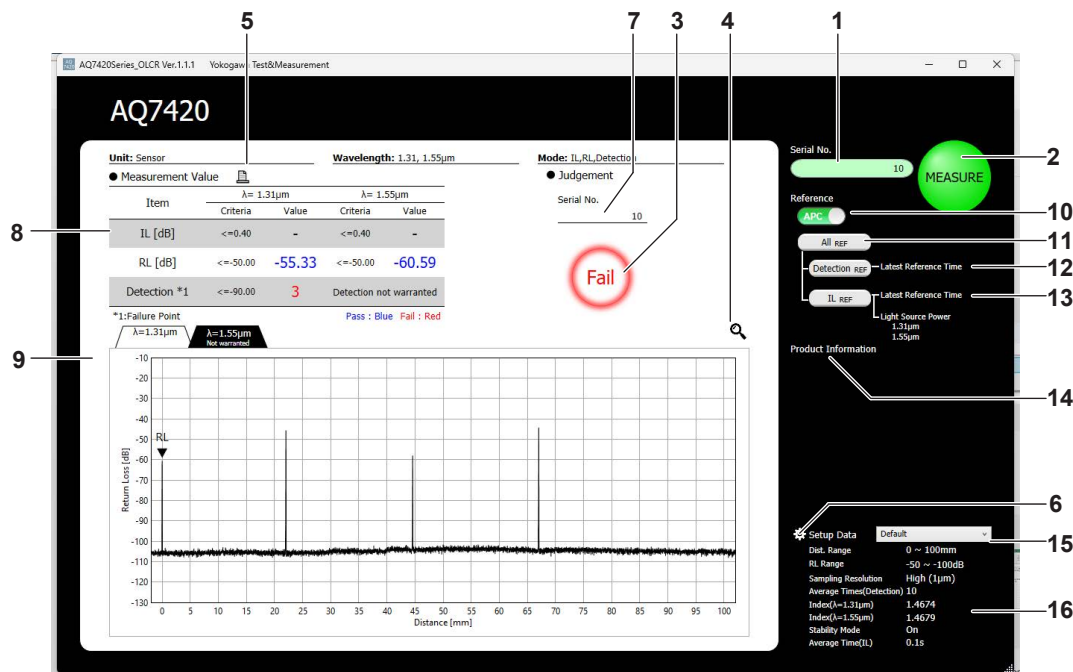 5 7 3 4 1
AQ7420Series_OLCR Ver.1.1.1 Yokogawa Test&Measurement
AQ7420
Unit: Sensor Wavelength: 1.31, 1.55µm Mode: IL,RL,Detection
● Measurement Value
Item λ= 1.31µm λ= 1.55µm
Criteria Value Criteria Value
8
IL [dB] <=0.40 - <=0.40 -
RL [dB] <=-50.00 -55.33 <=-50.00 -60.59
Detection *1 <=-90.00 3 Detection not warranted
*1:Failure Point Pass : Blue Fail : Red
● Judgement
Serial No.
10
Fail
9
λ=1.31µm
λ=1.55µm
Not warranted
-10
-20
-30
-40
-50
-60
-70
-80
-90
-100
-110
-120
-130
Return Loss [dB]
RL
0 5 10 15 20 25 30 35 40 45 50 55 60 65 70 75 80 85 90 95 100
Distance [mm]
Serial No.
10
MEASURE
2
Reference
APC
10
All REF
11
Detection REF Latest Reference Time
12
IL REF Latest Reference Time
13
Light Source Power
1.31µm
1.55µm
Product Information
14
6
Setup Data Default
15
Dist. Range 0 ~ 100mm
RL Range -50 ~ -100dB
Sampling Resolution High (1µm)
Average Times(Detection) 10
Index(λ=1.31µm) 1.4674
16
Index(λ=1.55µm) 1.4679
Stability Mode On
Average Time(IL) 0.1s